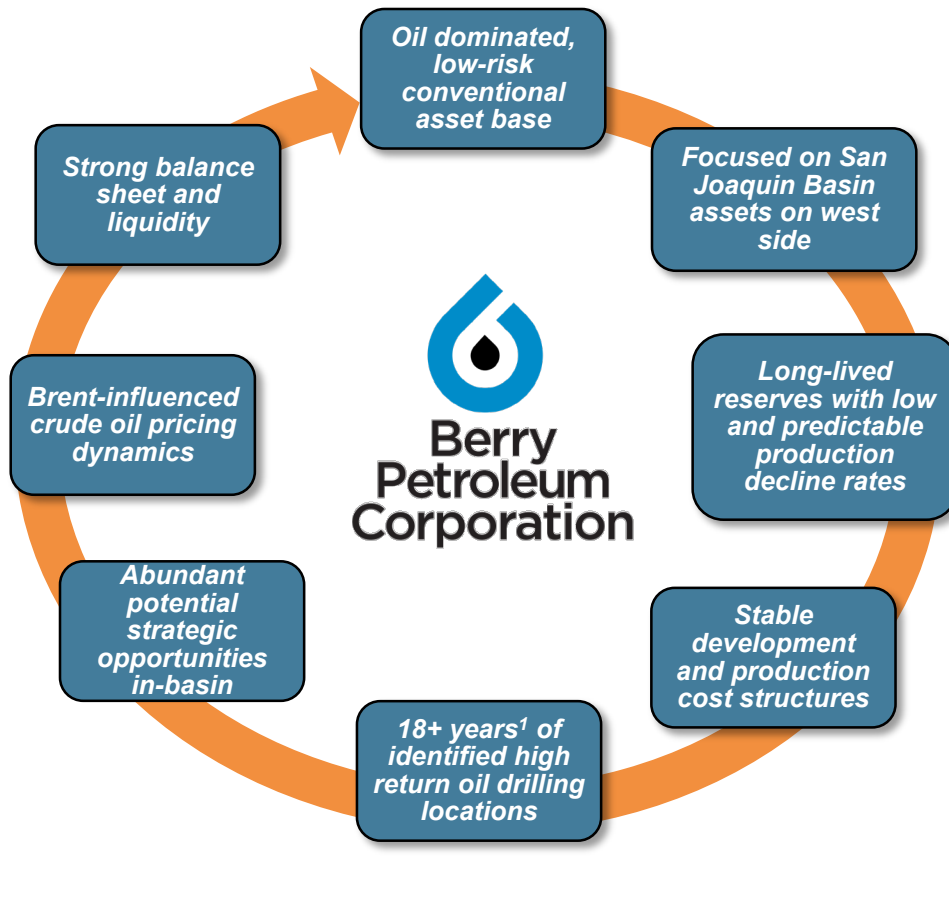 Oil dominated,
low-risk
conventional
asset base
Focused on San
Joaquin Basin
assets on west
side
Long-lived
reserves with low
and predictable
production
decline rates
Stable
development
and production
cost structures
18+ years¹ of
identified high
return oil drilling
locations
Abundant
potential
strategic
opportunities
in-basin
Brent-influenced
crude oil pricing
dynamics
Strong balance
sheet and
liquidity
Berry
Petroleum
Corporation